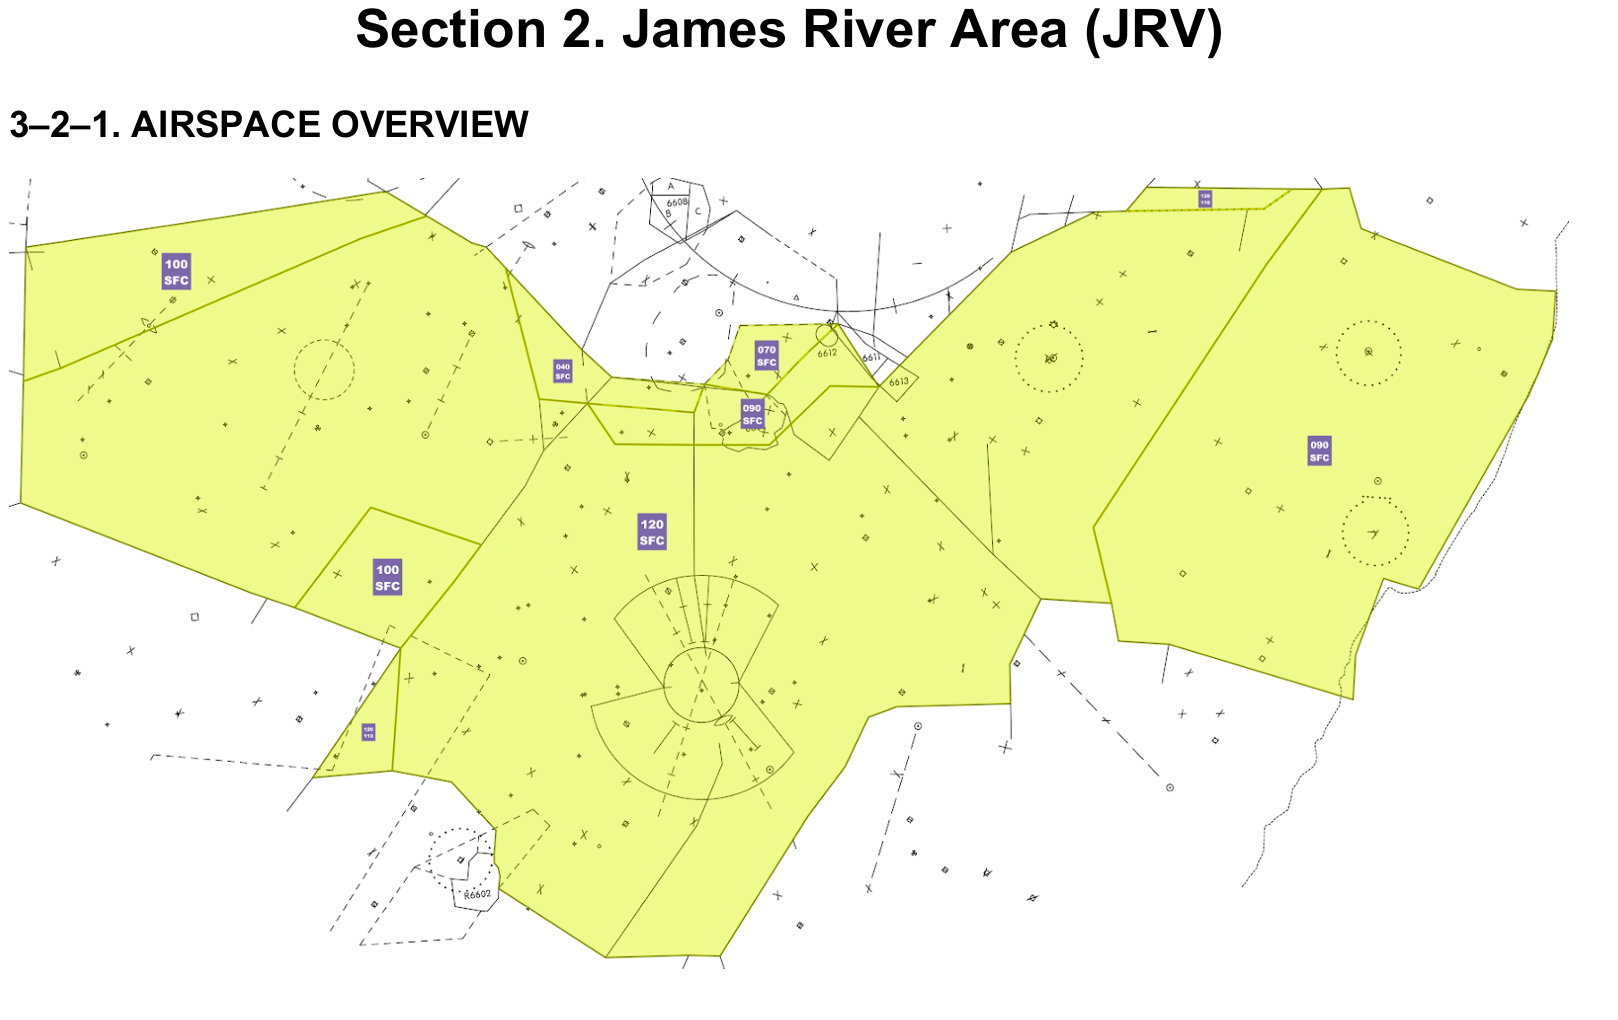 Section 2. James River Area (JRV)
3–2–1. AIRSPACE OVERVIEW
A
660B
B
C
100
SFC
040
SFC
070
SFC
6612
6611
6613
090
SFC
090
SFC
120
SFC
100
SFC
R6602